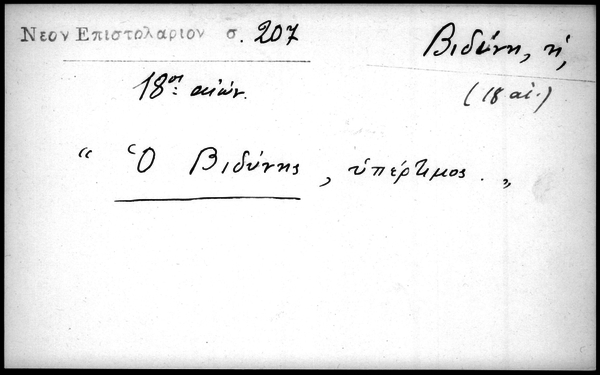 Νεον Επιστολαριον σ. 207
Βιδύνη, ἡ,
18ος αἰών.
(18 αἰ.)
“ Ὁ Βιδύνης, ὑπέρτιμος. „